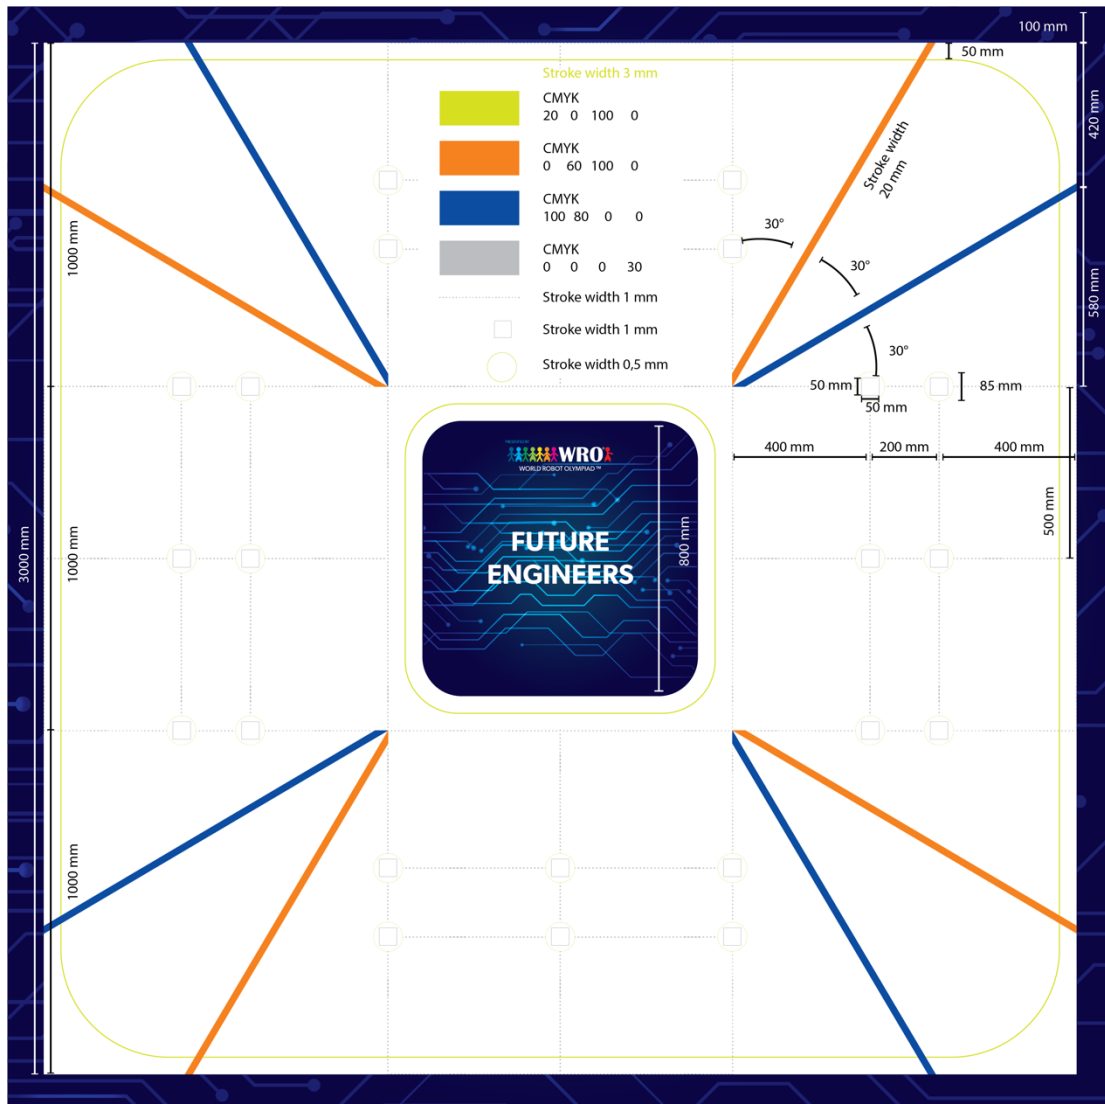 100 mm
50 mm
Stroke width 3 mm
CMYK
20 0 100 0
420 mm
CMYK
0 60 100 0
Stroke width
20 mm
CMYK
100 80 0 0
1000 mm
30°
CMYK
0 0 0 30
30°
580 mm
Stroke width 1 mm
Stroke width 1 mm
30°
Stroke width 0,5 mm
50 mm
85 mm
50 mm
400 mm
200 mm
400 mm
PRESENTED BY
WRO
WORLD ROBOT OLYMPIAD ™
500 mm
3000 mm
1000 mm
800 mm
FUTURE
ENGINEERS
1000 mm